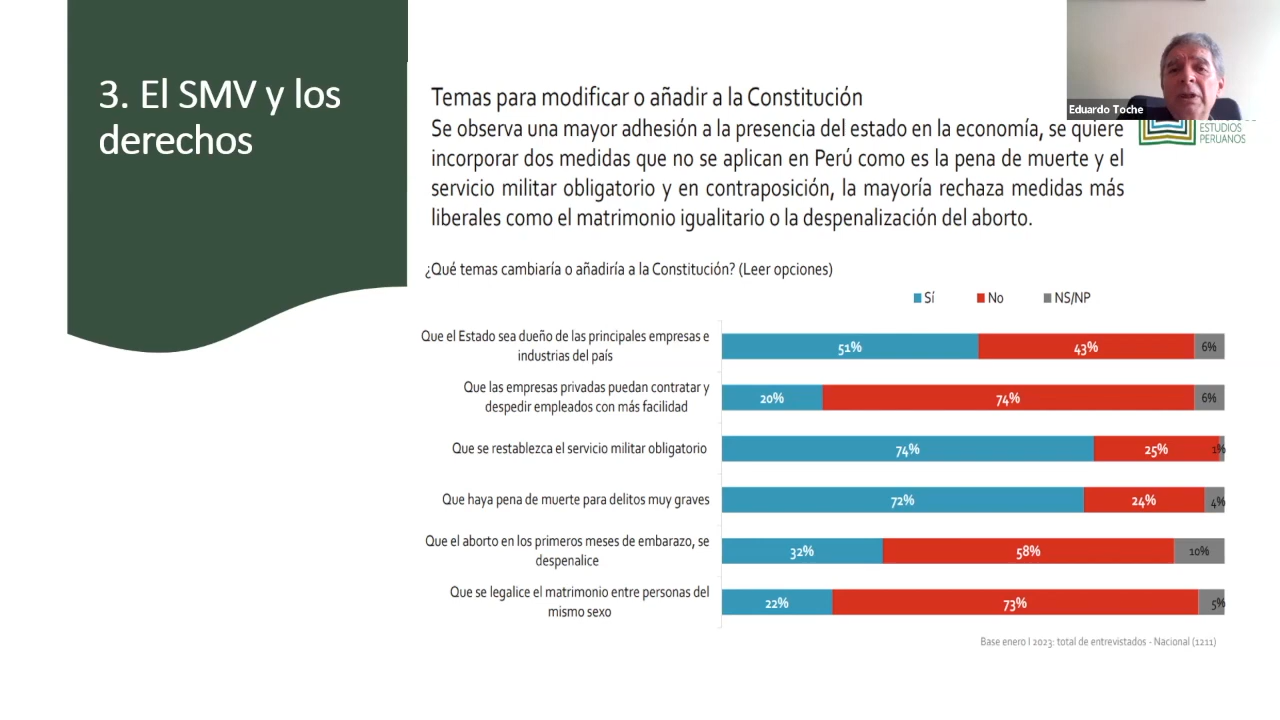 3. El SMV y los
derechos
Temas para modificar o añadir a la Constitución
Se observa una mayor adhesión a la presencia del estado en la economía, se quiere
incorporar dos medidas que no se aplican en Perú como es la pena de muerte y el
servicio militar obligatorio y en contraposición, la mayoría rechaza medidas más
liberales como el matrimonio igualitario o la despenalización del aborto.
Eduardo Toche
ESTUDIOS
PERUANOS
¿Qué temas cambiaría o añadiría a la Constitución? (Leer opciones)
Sí No NS/NP
Que el Estado sea dueño de las principales empresas e
industrias del país
51% 43% 6%
Que las empresas privadas puedan contratar y
despedir empleados con más facilidad
20% 74% 6%
Que se restablezca el servicio militar obligatorio
74% 25% 1%
Que haya pena de muerte para delitos muy graves
72% 24% 4%
Que el aborto en los primeros meses de embarazo, se
despenalice
32% 58% 10%
Que se legalice el matrimonio entre personas del
mismo sexo
22% 73% 5%
Base enero I 2023: total de entrevistados - Nacional (1211)